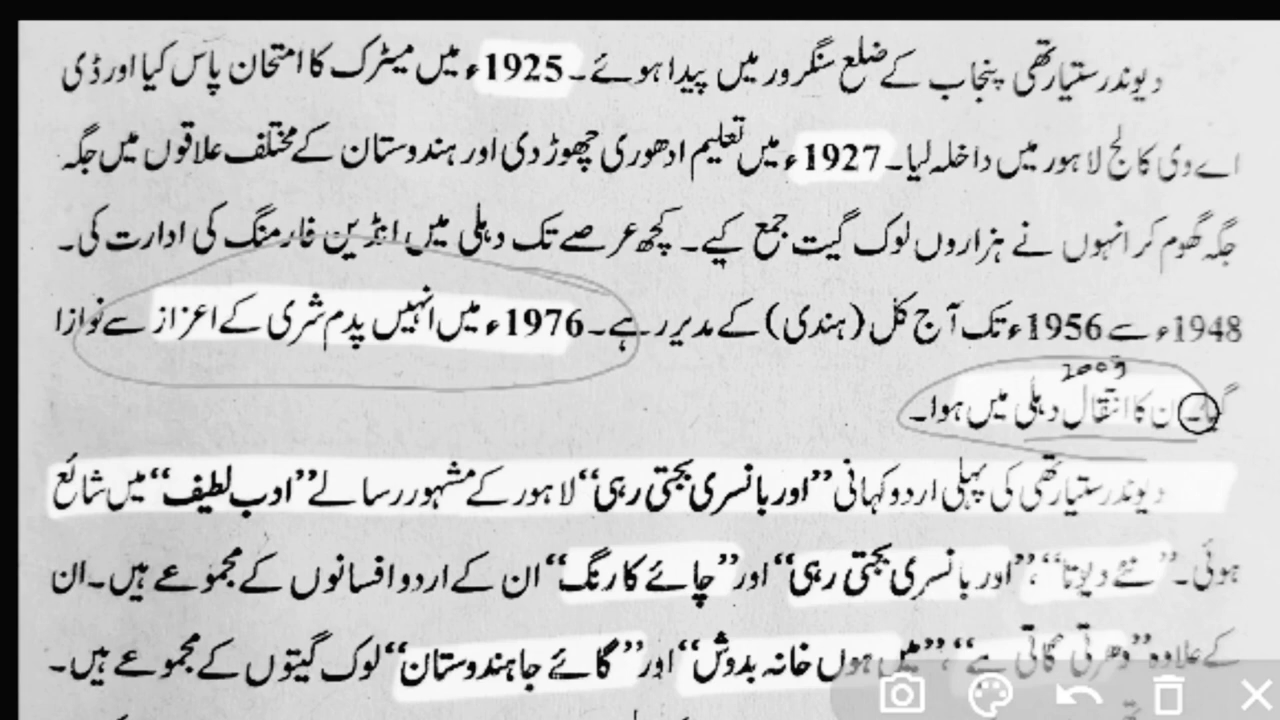 دیوندر ستیارتھی پنجاب کے ضلع سنگرور میں پیدا ہوئے۔ 1925ء میں میٹرک کا امتحان پاس کیا اور ڈی
اے وی کالج لاہور میں داخلہ لیا۔ 1927ء میں تعلیم ادھوری چھوڑ دی اور ہندوستان کے مختلف علاقوں میں جگہ
جگہ گھوم کر انہوں نے ہزاروں لوک گیت جمع کیے۔ کچھ عرصے تک دہلی میں انڈین فارمنگ کی ادارت کی۔
1948ء سے 1956ء تک آج کل (ہندی) کے مدیر رہے۔ 1976ء میں انہیں پدم شری کے اعزاز سے نوازا
2003
گیا۔ ان کا انتقال دہلی میں ہوا۔
دیوندر ستیارتھی کی پہلی اردو کہانی ”اور بانسری بجتی رہی“ لاہور کے مشہور رسالے ”ادب لطیف“ میں شائع
ہوئی۔ ”نئے دیوتا“، ”اور بانسری بجتی رہی“ اور ”چائے کا رنگ“ ان کے اردو افسانوں کے مجموعے ہیں۔ ان
کے علاوہ ”دھرتی گاتی ہے“، ”میں ہوں خانہ بدوش“ اور ”گائے جا ہندوستان“ لوک گیتوں کے مجموعے ہیں۔